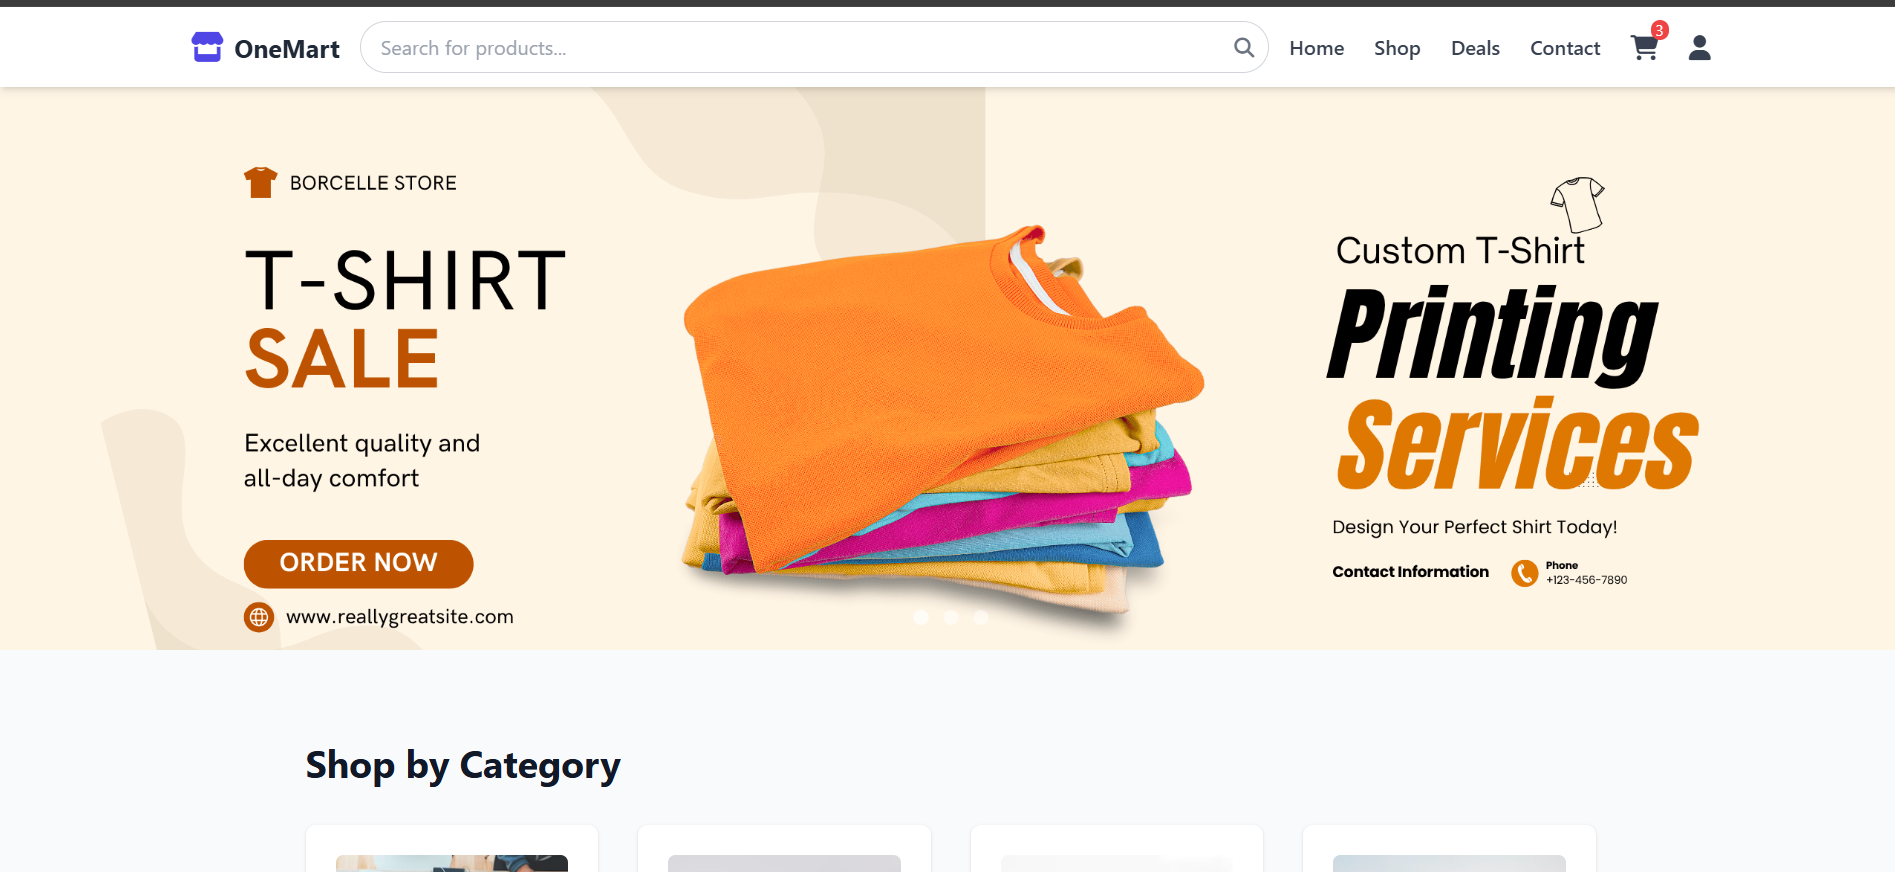 OneMart
Search for products...
Home
Shop
Deals
Contact
3
BORCELLE STORE
T-SHIRT
SALE
Excellent quality and
all-day comfort
ORDER NOW
www.reallygreatsite.com
Custom T-Shirt
Printing
Services
Design Your Perfect Shirt Today!
Contact Information
Phone
+123-456-7890
Shop by Category